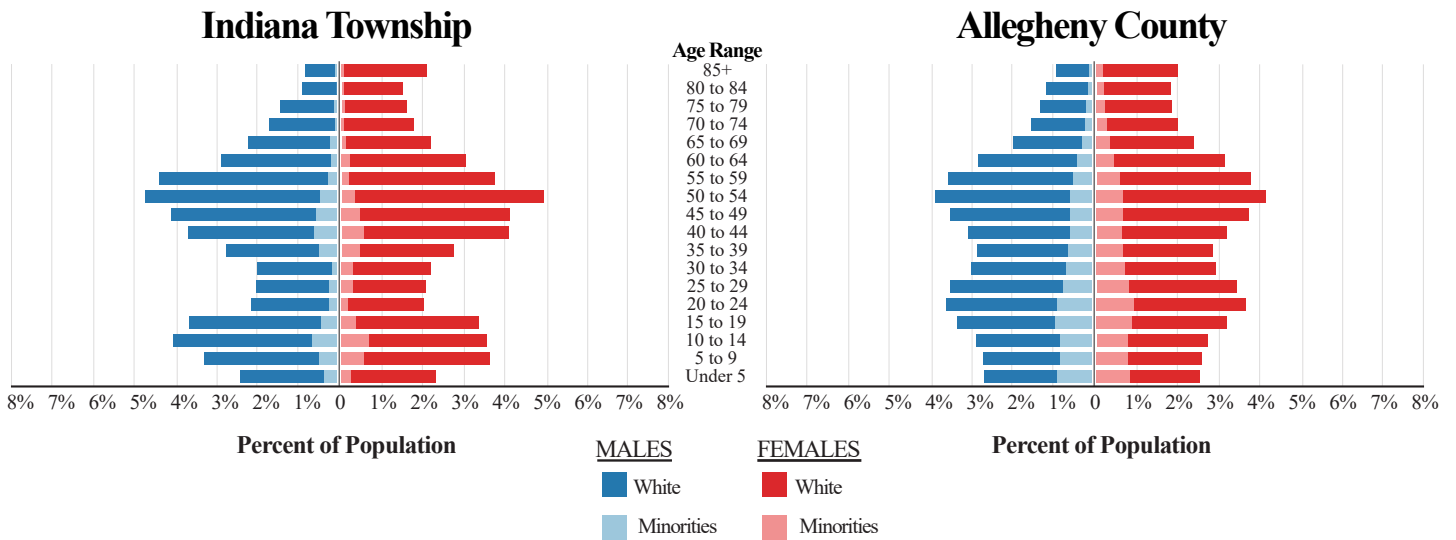 Indiana Township
Allegheny County
Age Range
85+
80 to 84
75 to 79
70 to 74
65 to 69
60 to 64
55 to 59
50 to 54
45 to 49
40 to 44
35 to 39
30 to 34
25 to 29
20 to 24
15 to 19
10 to 14
5 to 9
Under 5
8% 7% 6% 5% 4% 3% 2% 1% 0 1% 2% 3% 4% 5% 6% 7% 8%
8% 7% 6% 5% 4% 3% 2% 1% 0 1% 2% 3% 4% 5% 6% 7% 8%
Percent of Population
Percent of Population
MALES
FEMALES
White
White
Minorities
Minorities